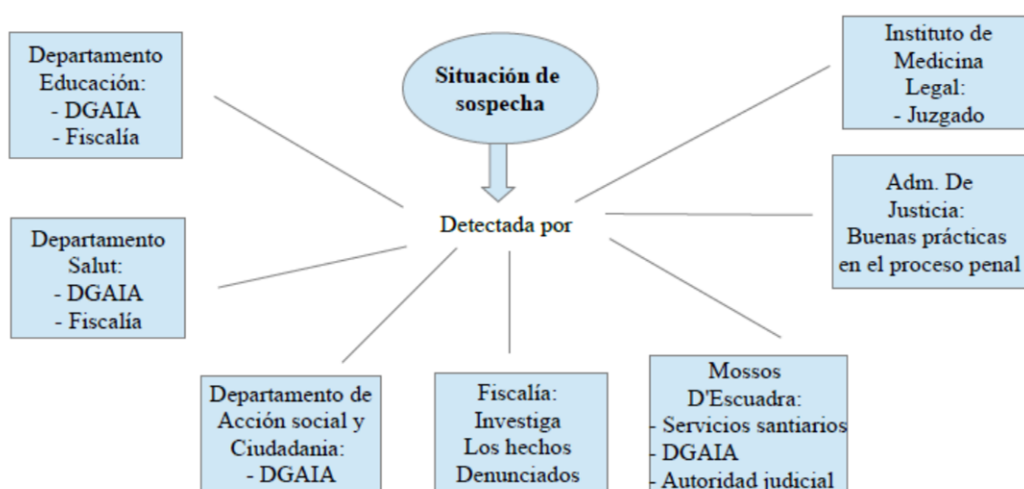 Situación de
sospecha
Detectada por
Departamento
Educación:
- DGAIA
- Fiscalía
Departamento
Salut:
- DGAIA
- Fiscalía
Departamento de
Acción social y
Ciudadania:
- DGAIA
Fiscalía:
Investiga
Los hechos
Denunciados
Mossos
D'Escuadra:
- Servicios santiarios
- DGAIA
- Autoridad judicial
Adm. De
Justicia:
Buenas prácticas
en el proceso penal
Instituto de
Medicina
Legal:
- Juzgado